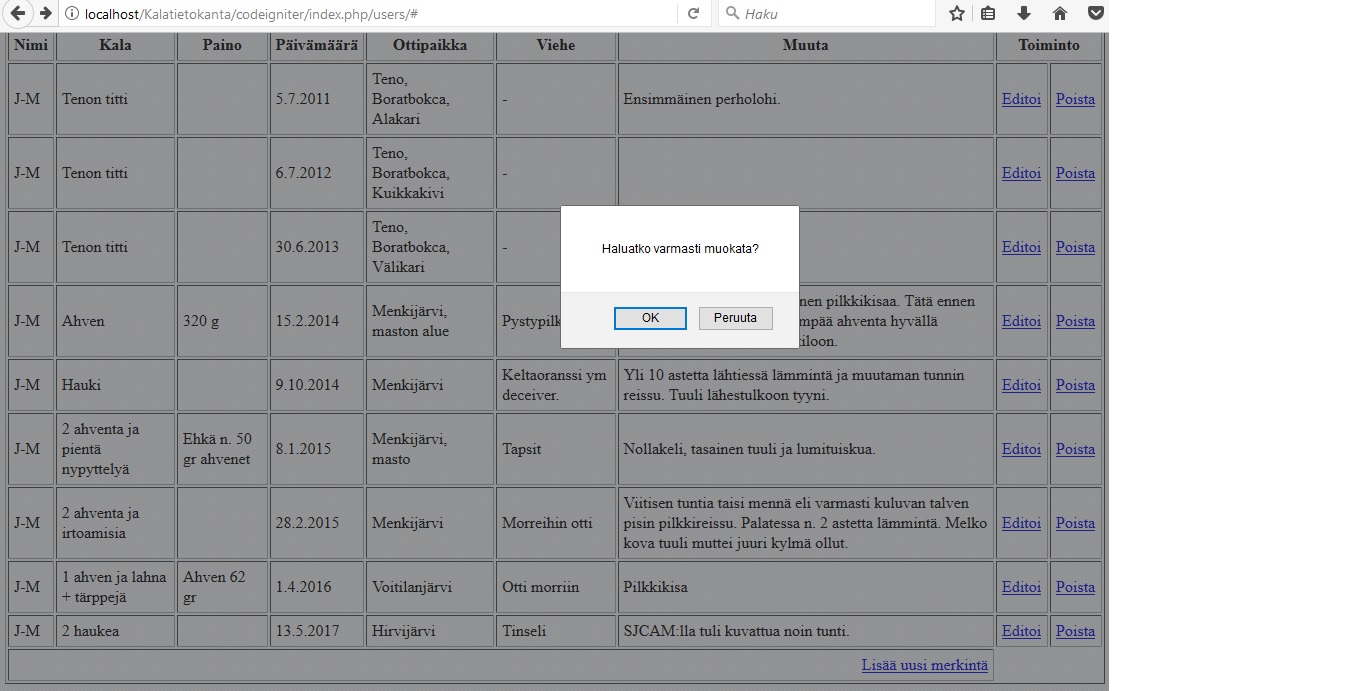 localhost/Kalatietokanta/codeigniter/index.php/users/#
Haku
Nimi Kala Paino Päivämäärä Ottipaikka Viehe Muuta Toiminto
J-M Tenon titti 5.7.2011 Teno, Boratbokca, Alakari - Ensimmäinen perholohi. Editoi Poista
J-M Tenon titti 6.7.2012 Teno, Boratbokca, Kuikkakivi - Editoi Poista
J-M Tenon titti 30.6.2013 Teno, Boratbokca, Välikari - Editoi Poista
Haluatko varmasti muokata?
OK Peruuta
J-M Ahven 320 g 15.2.2014 Menkijärvi, maston alue pilkkikisaa. Tätä ennen
ahventa hyvällä
Editoi Poista
J-M Hauki 9.10.2014 Menkijärvi Keltaoranssi ym deceiver. Yli 10 astetta lähtiessä lämmintä ja muutaman tunnin reissu. Tuuli lähestulkoon tyyni. Editoi Poista
J-M 2 ahventa ja pientä nypyttelyä Ehkä n. 50 gr ahvenet 8.1.2015 Menkijärvi, masto Tapsit Nollakeli, tasainen tuuli ja lumituiskua. Editoi Poista
J-M 2 ahventa ja irtoamisia 28.2.2015 Menkijärvi Morreihin otti Viitisen tuntia taisi mennä eli varmasti kuluvan talven pisin pilkkireissu. Palatessa n. 2 astetta lämmintä. Melko kova tuuli muttei juuri kylmä ollut. Editoi Poista
J-M 1 ahven ja lahna + tärppejä Ahven 62 gr 1.4.2016 Voitilanjärvi Otti morriin Pilkkikisa Editoi Poista
J-M 2 haukea 13.5.2017 Hirvijärvi Tinseli SJCAM:lla tuli kuvattua noin tunti. Editoi Poista
Lisää uusi merkintä